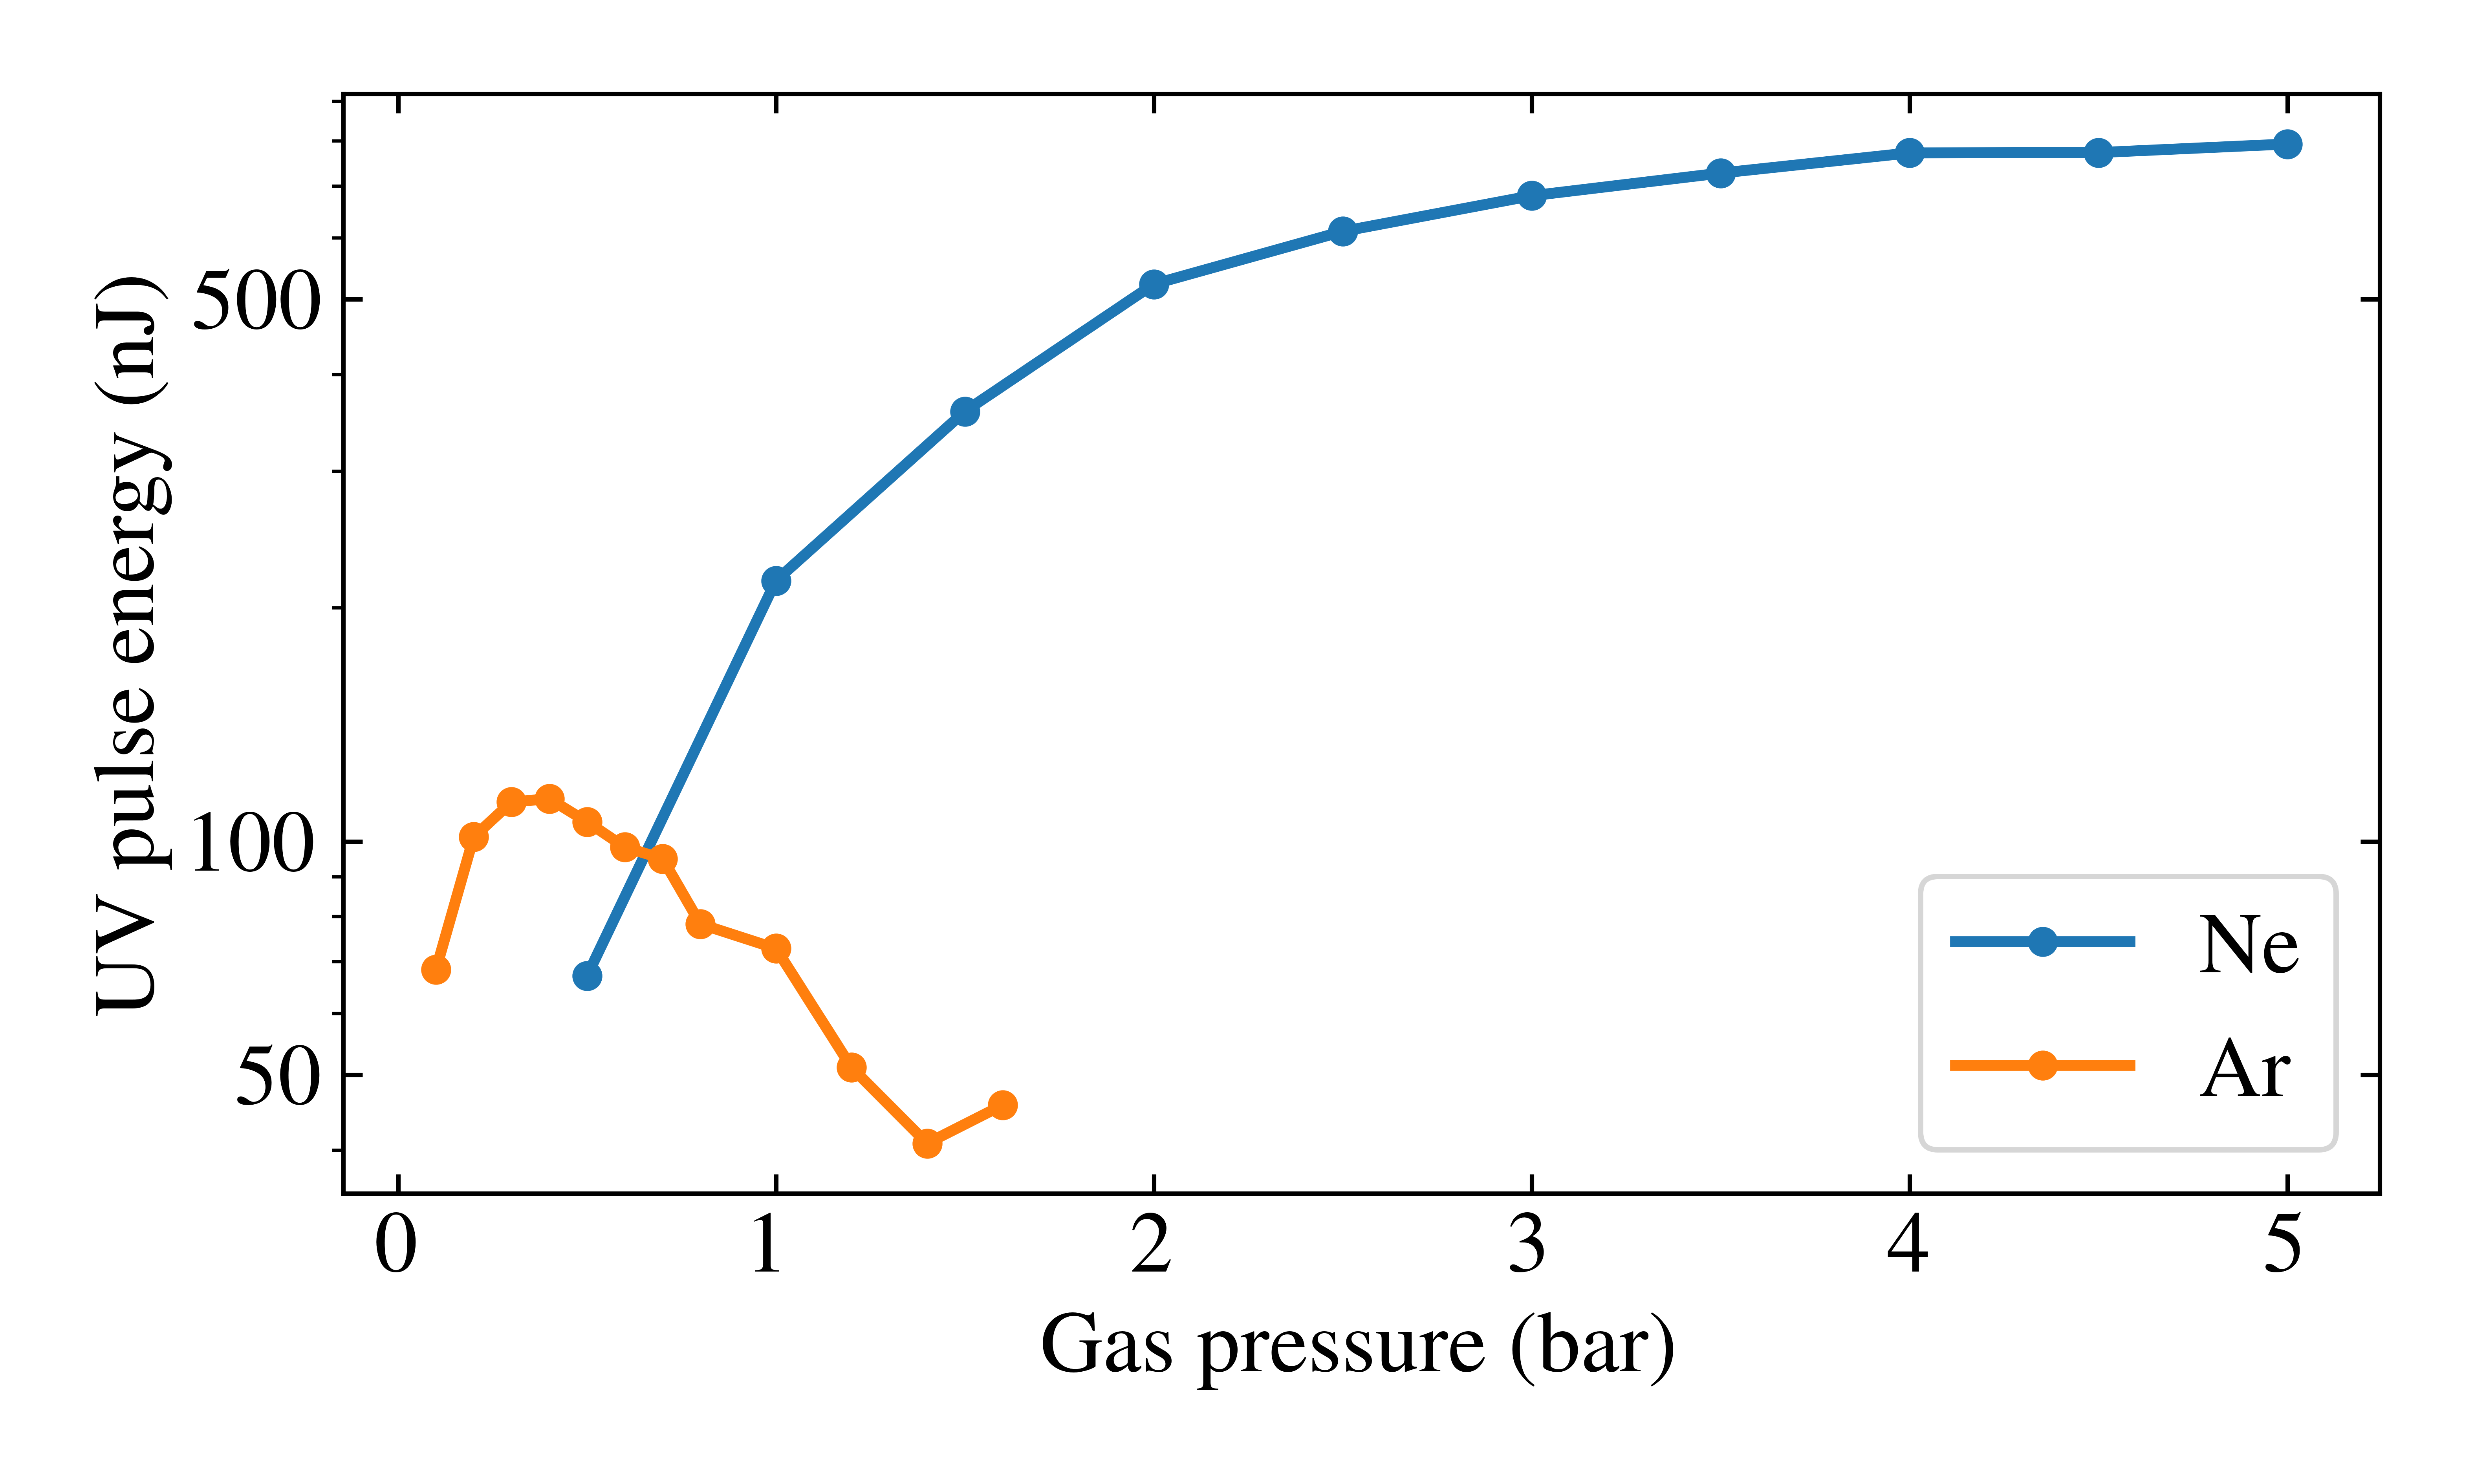 UV pulse energy (nJ)
500
100
50
0 1 2 3 4 5
Gas pressure (bar)
Ne
Ar